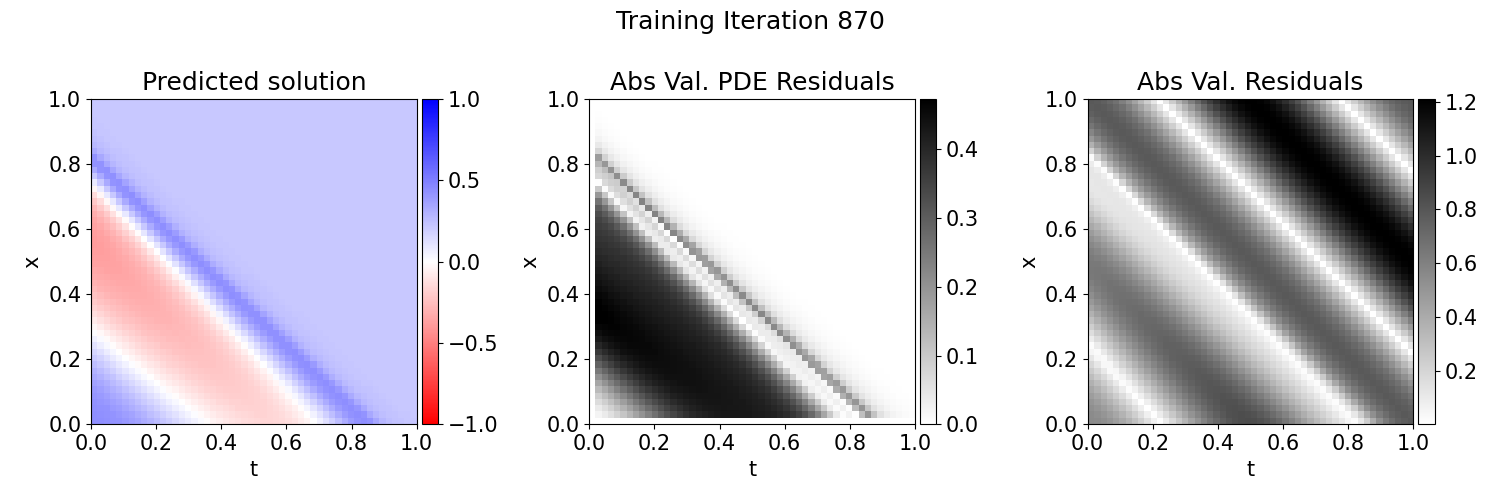 Training Iteration 870
Predicted solution
1.0
0.8
0.6
0.4
0.2
0.0
x
0.0 0.2 0.4 0.6 0.8 1.0
t
1.0
0.5
0.0
−0.5
−1.0
Abs Val. PDE Residuals
1.0
0.8
0.6
0.4
0.2
0.0
x
0.0 0.2 0.4 0.6 0.8 1.0
t
0.4
0.3
0.2
0.1
0.0
Abs Val. Residuals
1.0
0.8
0.6
0.4
0.2
0.0
x
0.0 0.2 0.4 0.6 0.8 1.0
t
1.2
1.0
0.8
0.6
0.4
0.2